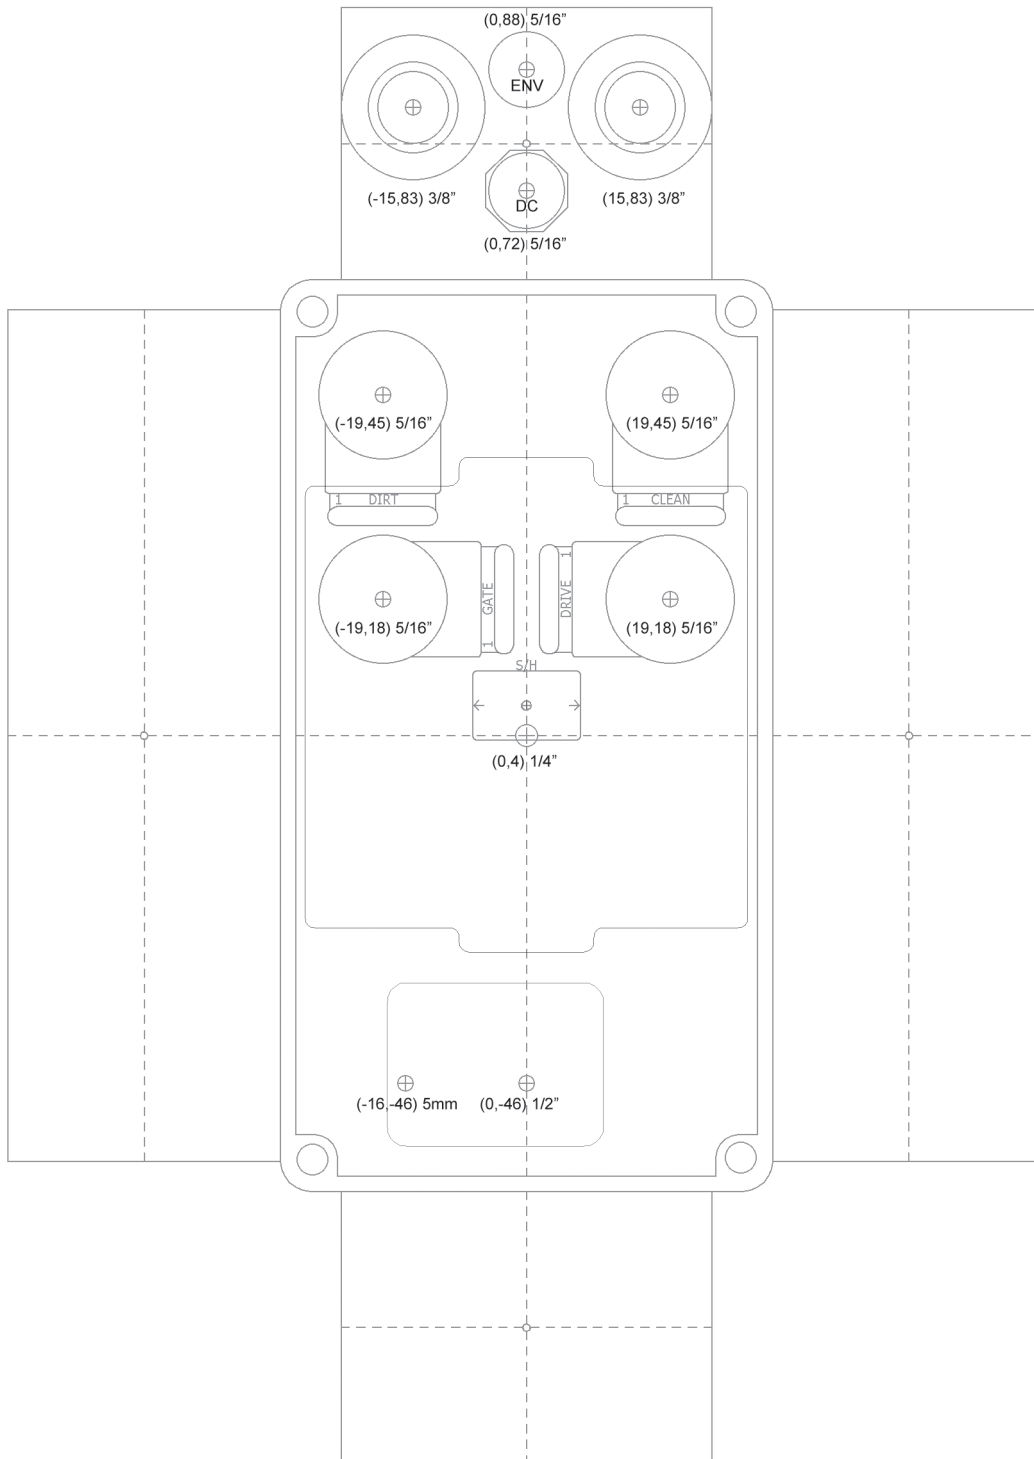 (0,88) 5/16”
ENV
(-15,83) 3/8”
(15,83) 3/8”
DC
(0,72) 5/16”
(-19,45) 5/16”
(19,45) 5/16”
1 DIRT
1 CLEAN
1 GATE
DRIVE 1
(-19,18) 5/16”
(19,18) 5/16”
S/H
(0,4) 1/4”
(-16,-46) 5mm
(0,-46) 1/2”